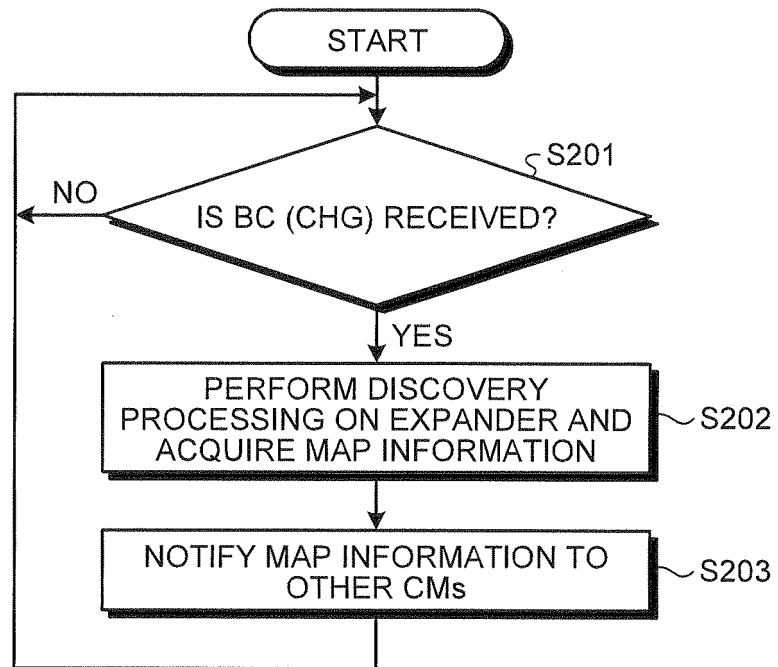 START
S201
NO
IS BC (CHG) RECEIVED?
YES
PERFORM DISCOVERY
PROCESSING ON EXPANDER AND
ACQUIRE MAP INFORMATION
S202
NOTIFY MAP INFORMATION TO
OTHER CMs
S203